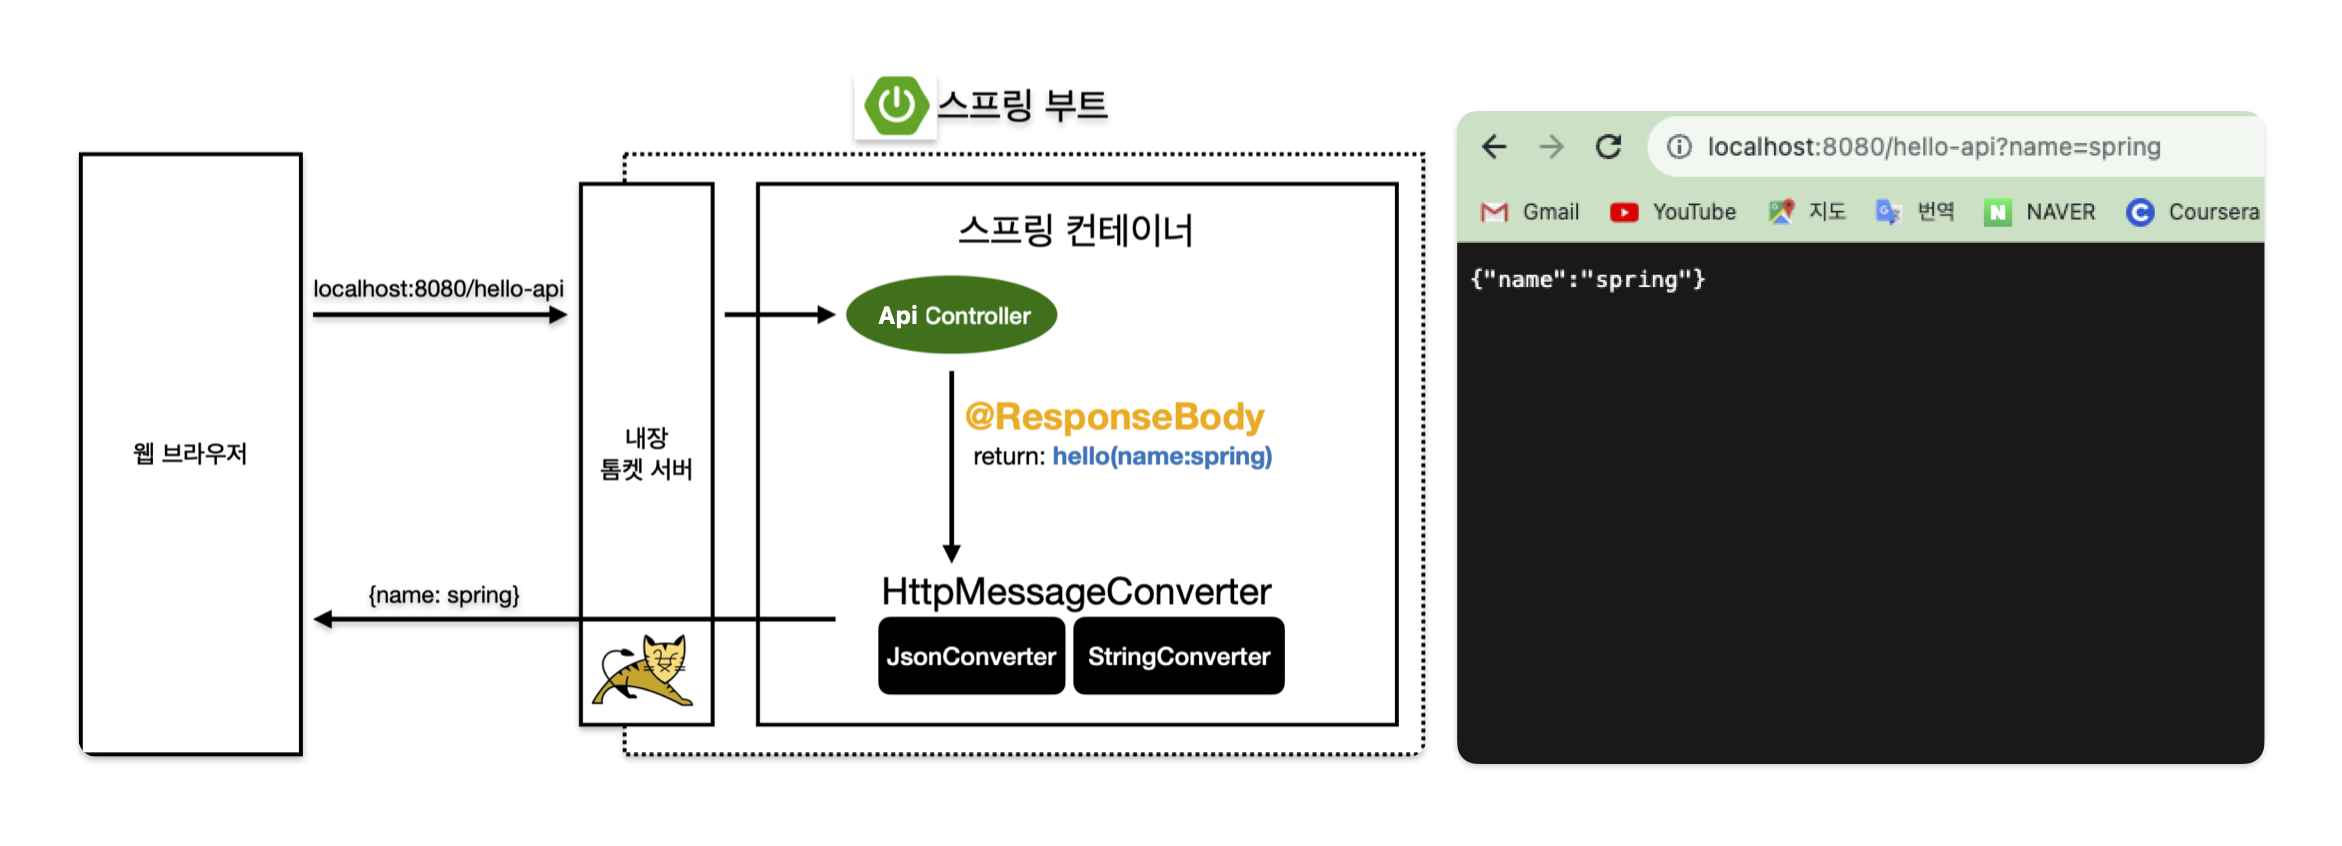 스프링 부트
스프링 컨테이너
localhost:8080/hello-api
Api Controller
@ResponseBody
return: hello(name:spring)
웹 브라우저
내장
톰켓 서버
{name: spring}
HttpMessageConverter
JsonConverter
StringConverter
localhost:8080/hello-api?name=spring
Gmail
YouTube
지도
번역
NAVER
Coursera
{"name":"spring"}